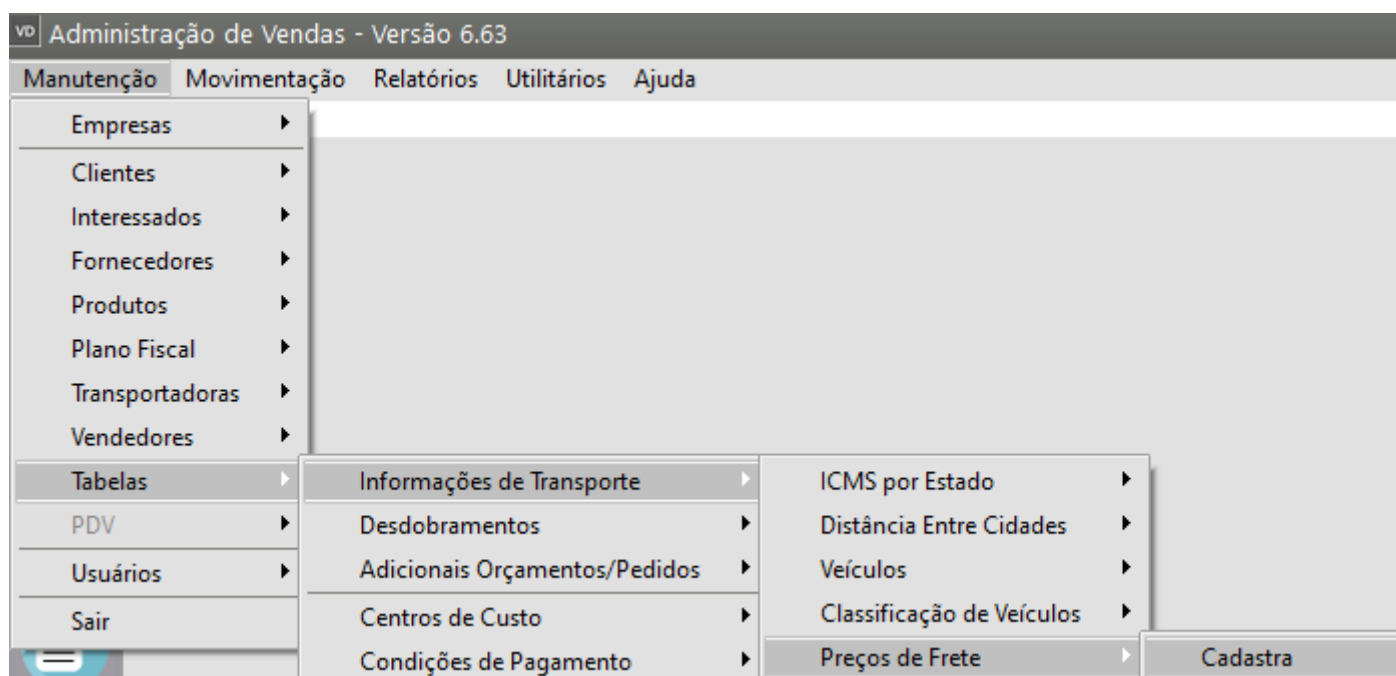 VD Administração de Vendas - Versão 6.63
Manutenção Movimentação Relatórios Utilitários Ajuda
Empresas
Clientes
Interessados
Fornecedores
Produtos
Plano Fiscal
Transportadoras
Vendedores
Tabelas Informações de Transporte ICMS por Estado
PDV Desdobramentos Distância Entre Cidades
Adicionais Orçamentos/Pedidos Veículos
Usuários
Centros de Custo Classificação de Veículos
Sair
Condições de Pagamento Preços de Frete Cadastra